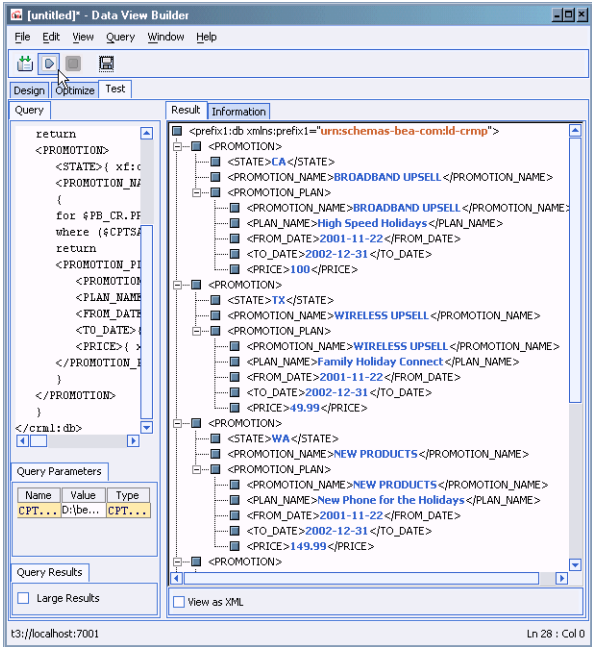 [untitled]* - Data View Builder
File Edit View Query Window Help
Design Optimize Test
Query
return
<PROMOTION>
<STATE>{ xf:c
<PROMOTION_NA
{
for $PB_CR.PR
where ($CPTSA
return
<PROMOTION_PI
<PROMOTION
<PLAN_NAME
<FROM_DATE
<TO_DATE>{
<PRICE>{ x
</PROMOTION_P
}
</PROMOTION>
}
</crml:db>
Query Parameters
Name Value Type
CPT... D:\be... CPT...
Query Results
Large Results
Result Information
<prefix1:db xmlns:prefix1="urn:schemas-bea-com:ld-crmp">
<PROMOTION>
<STATE>CA</STATE>
<PROMOTION_NAME>BROADBAND UPSELL</PROMOTION_NAME>
<PROMOTION_PLAN>
<PROMOTION_NAME>BROADBAND UPSELL</PROMOTION_NAME>
<PLAN_NAME>High Speed Holidays</PLAN_NAME>
<FROM_DATE>2001-11-22</FROM_DATE>
<TO_DATE>2002-12-31</TO_DATE>
<PRICE>100</PRICE>
<PROMOTION>
<STATE>TX</STATE>
<PROMOTION_NAME>WIRELESS UPSELL</PROMOTION_NAME>
<PROMOTION_PLAN>
<PROMOTION_NAME>WIRELESS UPSELL</PROMOTION_NAME>
<PLAN_NAME>Family Holiday Connect</PLAN_NAME>
<FROM_DATE>2001-11-22</FROM_DATE>
<TO_DATE>2002-12-31</TO_DATE>
<PRICE>49.99</PRICE>
<PROMOTION>
<STATE>WA</STATE>
<PROMOTION_NAME>NEW PRODUCTS</PROMOTION_NAME>
<PROMOTION_PLAN>
<PROMOTION_NAME>NEW PRODUCTS</PROMOTION_NAME>
<PLAN_NAME>New Phone for the Holidays</PLAN_NAME>
<FROM_DATE>2001-11-22</FROM_DATE>
<TO_DATE>2002-12-31</TO_DATE>
<PRICE>149.99</PRICE>
<PROMOTION>
View as XML
t3://localhost:7001 Ln 28 : Col 0